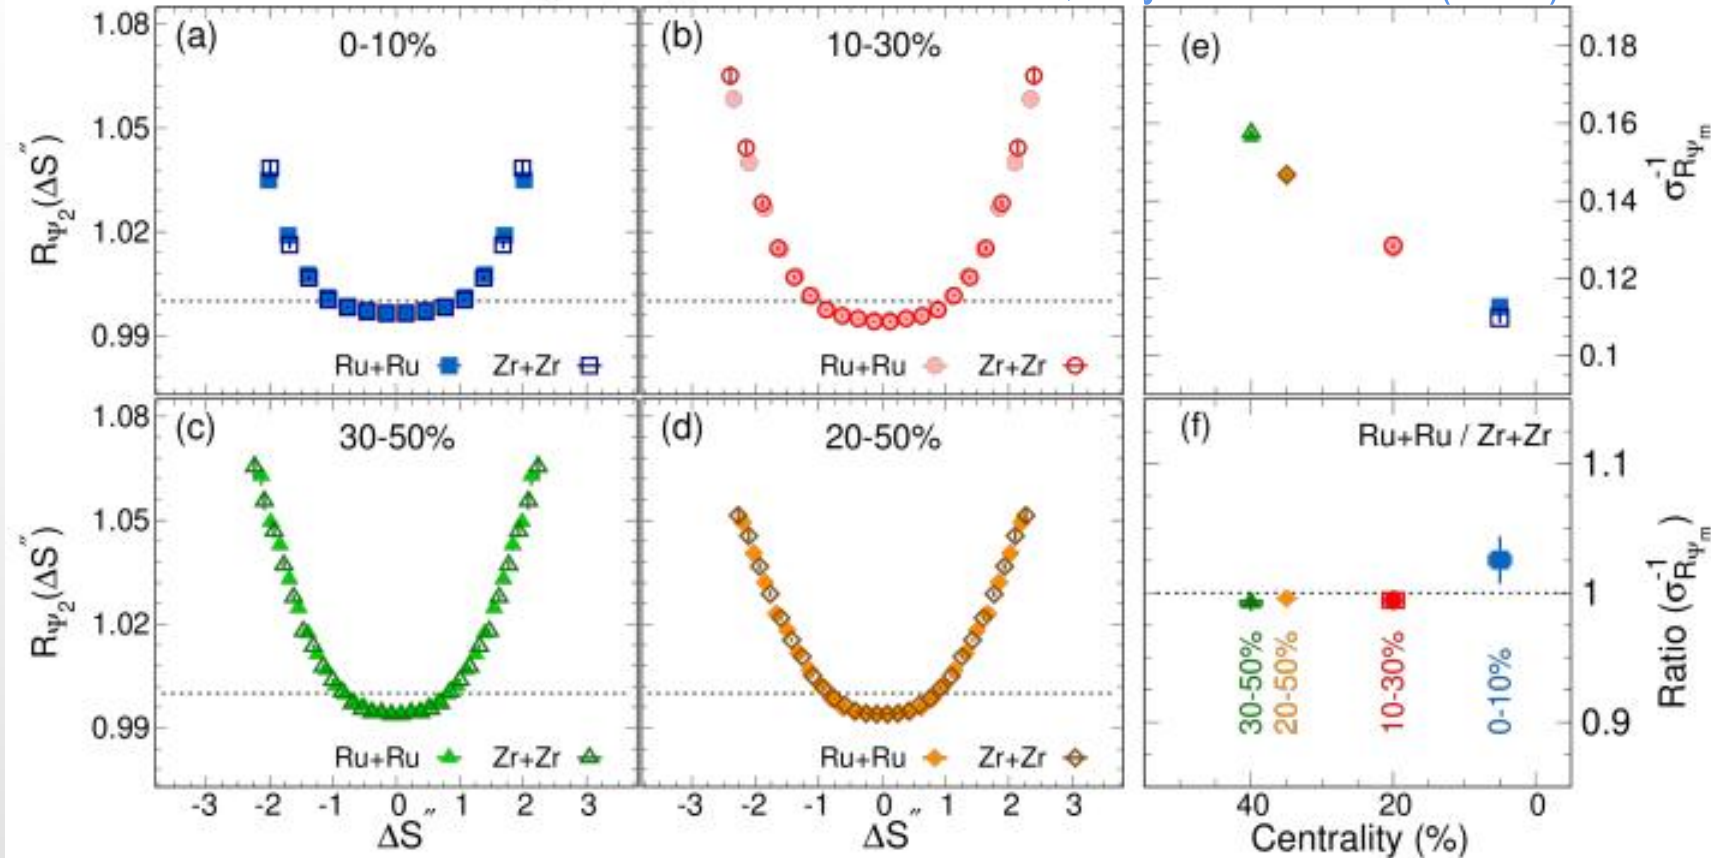 (a)
0-10%
1.08
1.05
1.02
0.99
RΨ₂(ΔS″)
Ru+Ru Zr+Zr
(b)
10-30%
Ru+Ru Zr+Zr
(e)
0.18
0.16
0.14
0.12
0.1
σ⁻¹RΨₘ
(c)
30-50%
1.08
1.05
1.02
0.99
RΨ₂(ΔS″)
Ru+Ru Zr+Zr
-3 -2 -1 0 1 2 3
ΔS″
(d)
20-50%
Ru+Ru Zr+Zr
-3 -2 -1 0 1 2 3
ΔS″
(f)
Ru+Ru / Zr+Zr
1.1
1
0.9
Ratio (σ⁻¹RΨₘ)
30-50%
20-50%
10-30%
0-10%
40 20 0
Centrality (%)